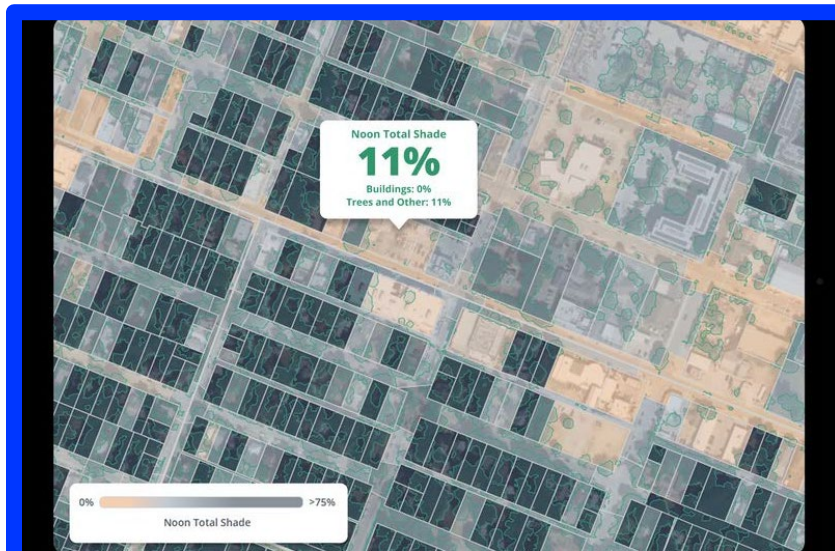 Noon Total Shade
11%
Buildings: 0%
Trees and Other: 11%
0% >75%
Noon Total Shade